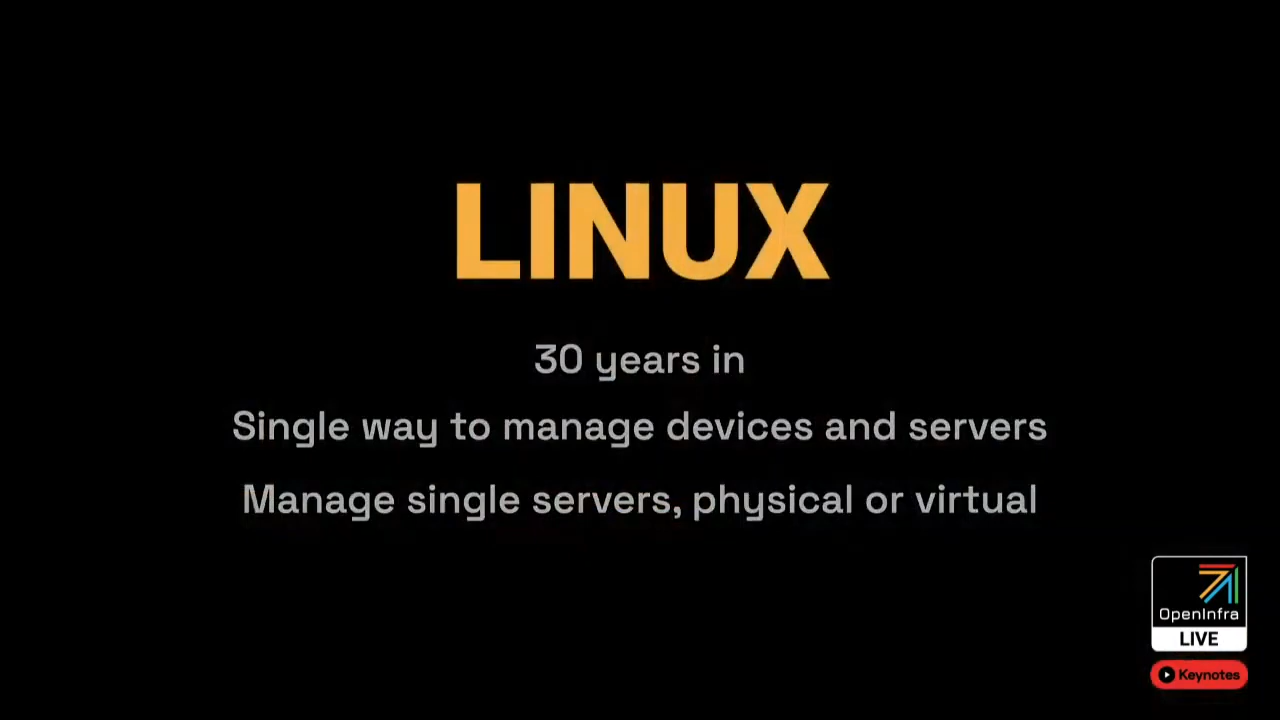 LINUX
30 years in
Single way to manage devices and servers
Manage single servers, physical or virtual
OpenInfra
LIVE
Keynotes